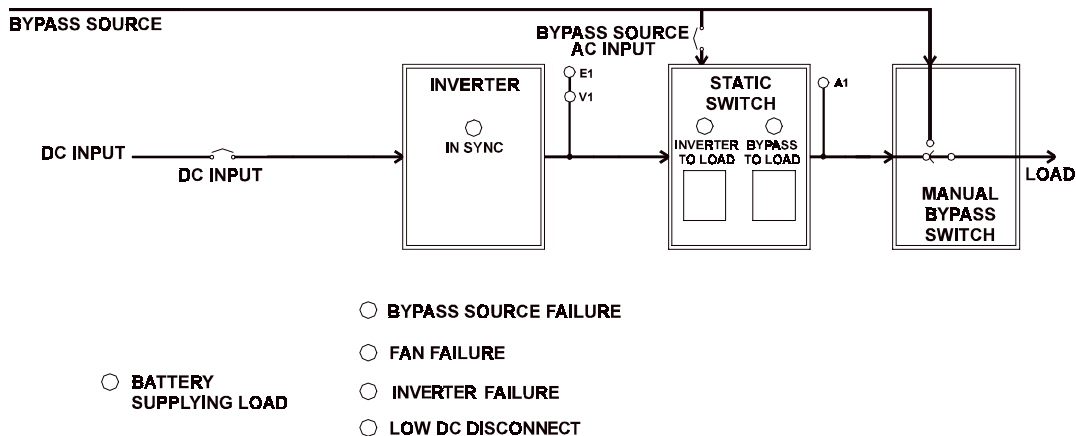 BYPASS SOURCE
BYPASS SOURCE
AC INPUT
INVERTER
E1
V1
STATIC
SWITCH
A1
IN SYNC
INVERTER
TO LOAD
BYPASS
TO LOAD
DC INPUT
DC INPUT
LOAD
MANUAL
BYPASS
SWITCH
BYPASS SOURCE FAILURE
FAN FAILURE
BATTERY
SUPPLYING LOAD
INVERTER FAILURE
LOW DC DISCONNECT